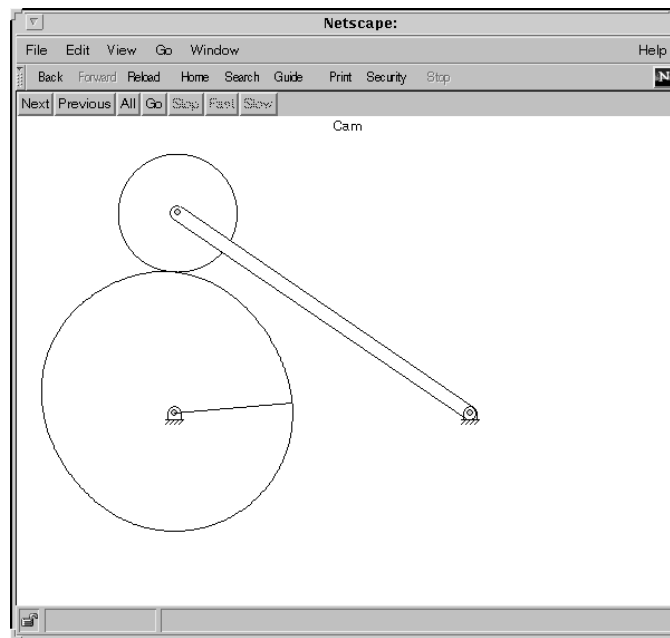 Netscape:
File Edit View Go Window Help
Back Forward Reload Home Search Guide Print Security Stop N
Next Previous All Go Stop Fast Slow
Cam